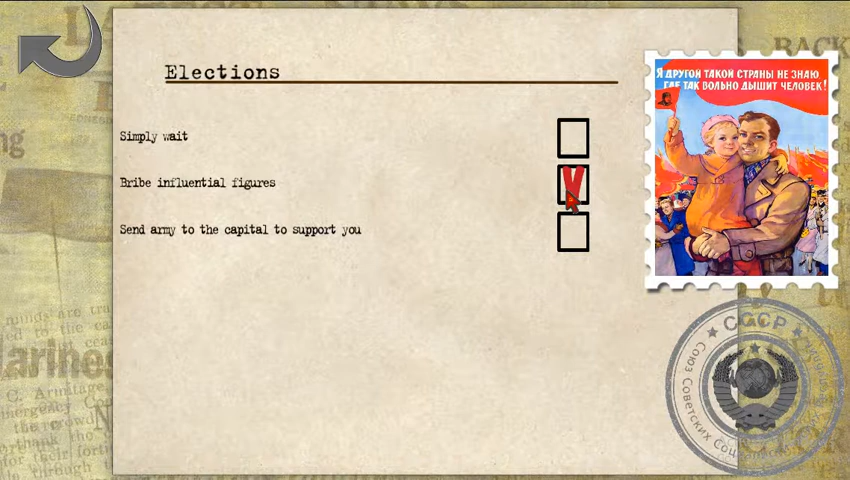 Elections
Simply wait
Bribe influential figures
Send army to the capital to support you
Я ДРУГОЙ ТАКОЙ СТРАНЫ НЕ ЗНАЮ
ГДЕ ТАК ВОЛЬНО ДЫШИТ ЧЕЛОВЕК!
BACK
СССР
Союз Советских